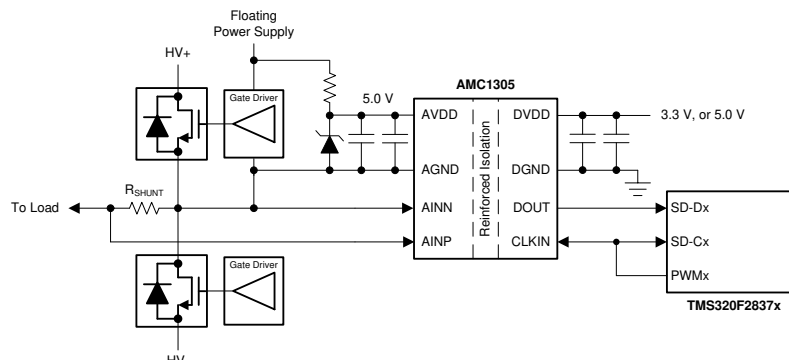 Floating
Power Supply
HV+
Gate Driver
5.0 V
AMC1305
AVDD
DVDD
3.3 V, or 5.0 V
AGND
DGND
Reinforced Isolation
RSHUNT
To Load
AINN
DOUT
SD-Dx
AINP
CLKIN
SD-Cx
PWMx
Gate Driver
TMS320F2837x